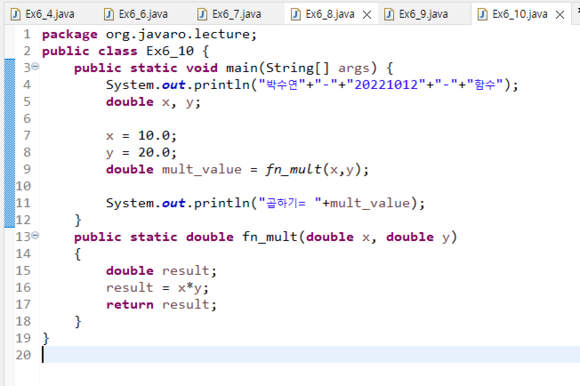 Ex6_4.java Ex6_6.java Ex6_7.java Ex6_8.java Ex6_9.java Ex6_10.java
1 package org.javaro.lecture;
2 public class Ex6_10 {
3 public static void main(String[] args) {
4 System.out.println("박수연"+"-"+"20221012"+"-"+"함수");
5 double x, y;
6
7 x = 10.0;
8 y = 20.0;
9 double mult_value = fn_mult(x,y);
10
11 System.out.println("곱하기= "+mult_value);
12 }
13 public static double fn_mult(double x, double y)
14 {
15 double result;
16 result = x*y;
17 return result;
18 }
19 }
20